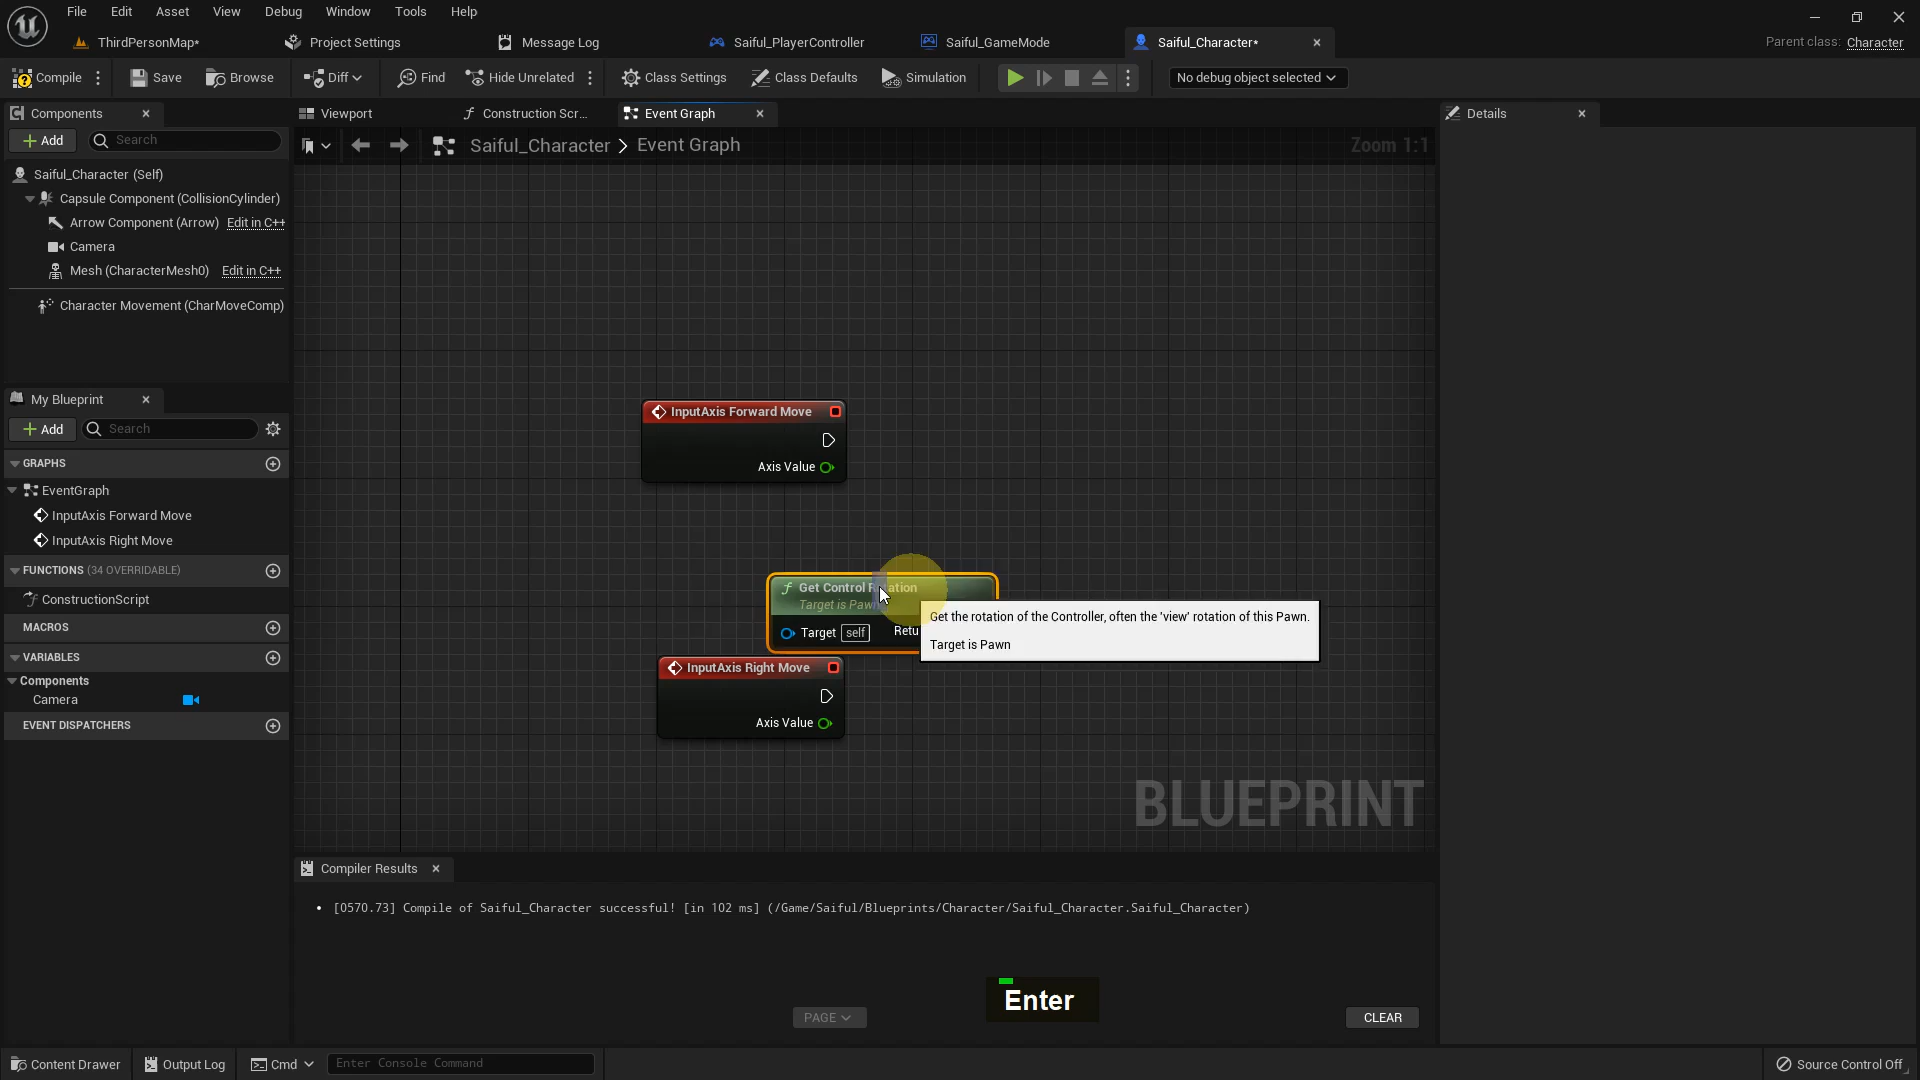 File Edit Asset View Debug Window Tools Help
ThirdPersonMap* Project Settings Message Log Saiful_PlayerController Saiful_GameMode Saiful_Character*
Parent class: Character
Compile Save Browse Diff Find Hide Unrelated Class Settings Class Defaults Simulation No debug object selected
Components
Add Search
Saiful_Character (Self)
Capsule Component (CollisionCylinder)
Arrow Component (Arrow) Edit in C++
Camera
Mesh (CharacterMesh0) Edit in C++
Character Movement (CharMoveComp)
My Blueprint
Add Search
GRAPHS
EventGraph
InputAxis Forward Move
InputAxis Right Move
FUNCTIONS (34 OVERRIDABLE)
ConstructionScript
MACROS
VARIABLES
Components
Camera
EVENT DISPATCHERS
Viewport Construction Scr... Event Graph
Saiful_Character > Event Graph
Zoom 1:1
InputAxis Forward Move
Axis Value
Get Control Rotation
Target is Pawn
Target self Retu
Get the rotation of the Controller, often the 'view' rotation of this Pawn.
Target is Pawn
InputAxis Right Move
Axis Value
BLUEPRINT
Compiler Results
[0570.73] Compile of Saiful_Character successful! [in 102 ms] (/Game/Saiful/Blueprints/Character/Saiful_Character.Saiful_Character)
Enter
PAGE
CLEAR
Details
Content Drawer Output Log Cmd Enter Console Command
Source Control Off